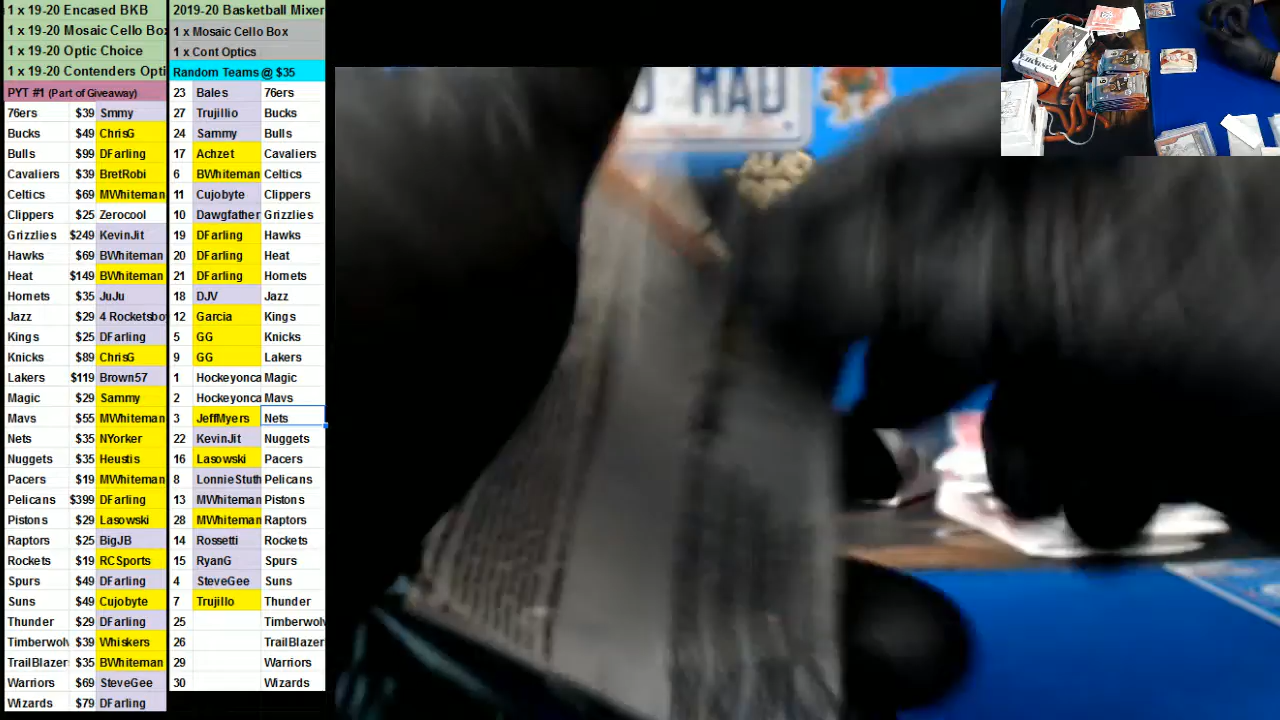 1 x 19-20 Encased BKB
1 x 19-20 Mosaic Cello Box
1 x 19-20 Optic Choice
1 x 19-20 Contenders Opti
PYT #1 (Part of Giveaway)
76ers $39 Smmy
Bucks $49 ChrisG
Bulls $99 DFarling
Cavaliers $39 BretRobi
Celtics $69 MWhiteman
Clippers $25 Zerocool
Grizzlies $249 KevinJit
Hawks $69 BWhiteman
Heat $149 BWhiteman
Hornets $35 JuJu
Jazz $29 4 Rocketsbo
Kings $25 DFarling
Knicks $89 ChrisG
Lakers $119 Brown57
Magic $29 Sammy
Mavs $55 MWhiteman
Nets $35 NYorker
Nuggets $35 Heustis
Pacers $19 MWhiteman
Pelicans $399 DFarling
Pistons $29 Lasowski
Raptors $25 BigJB
Rockets $19 RCSports
Spurs $49 DFarling
Suns $49 Cujobyte
Thunder $29 DFarling
Timberwolv $39 Whiskers
TrailBlazer $35 BWhiteman
Warriors $69 SteveGee
Wizards $79 DFarling
2019-20 Basketball Mixer
1 x Mosaic Cello Box
1 x Cont Optics
Random Teams @ $35
23 Bales 76ers
27 Trujillio Bucks
24 Sammy Bulls
17 Achzet Cavaliers
6 BWhiteman Celtics
11 Cujobyte Clippers
10 Dawgfather Grizzlies
19 DFarling Hawks
20 DFarling Heat
21 DFarling Hornets
18 DJV Jazz
12 Garcia Kings
5 GG Knicks
9 GG Lakers
1 Hockeyonca Magic
2 Hockeyonca Mavs
3 JeffMyers Nets
22 KevinJit Nuggets
16 Lasowski Pacers
8 LonnieStuth Pelicans
13 MWhiteman Pistons
28 MWhiteman Raptors
14 Rossetti Rockets
15 RyanG Spurs
4 SteveGee Suns
7 Trujillo Thunder
25 Timberwol
26 TrailBlazer
29 Warriors
30 Wizards
MAD
Encased